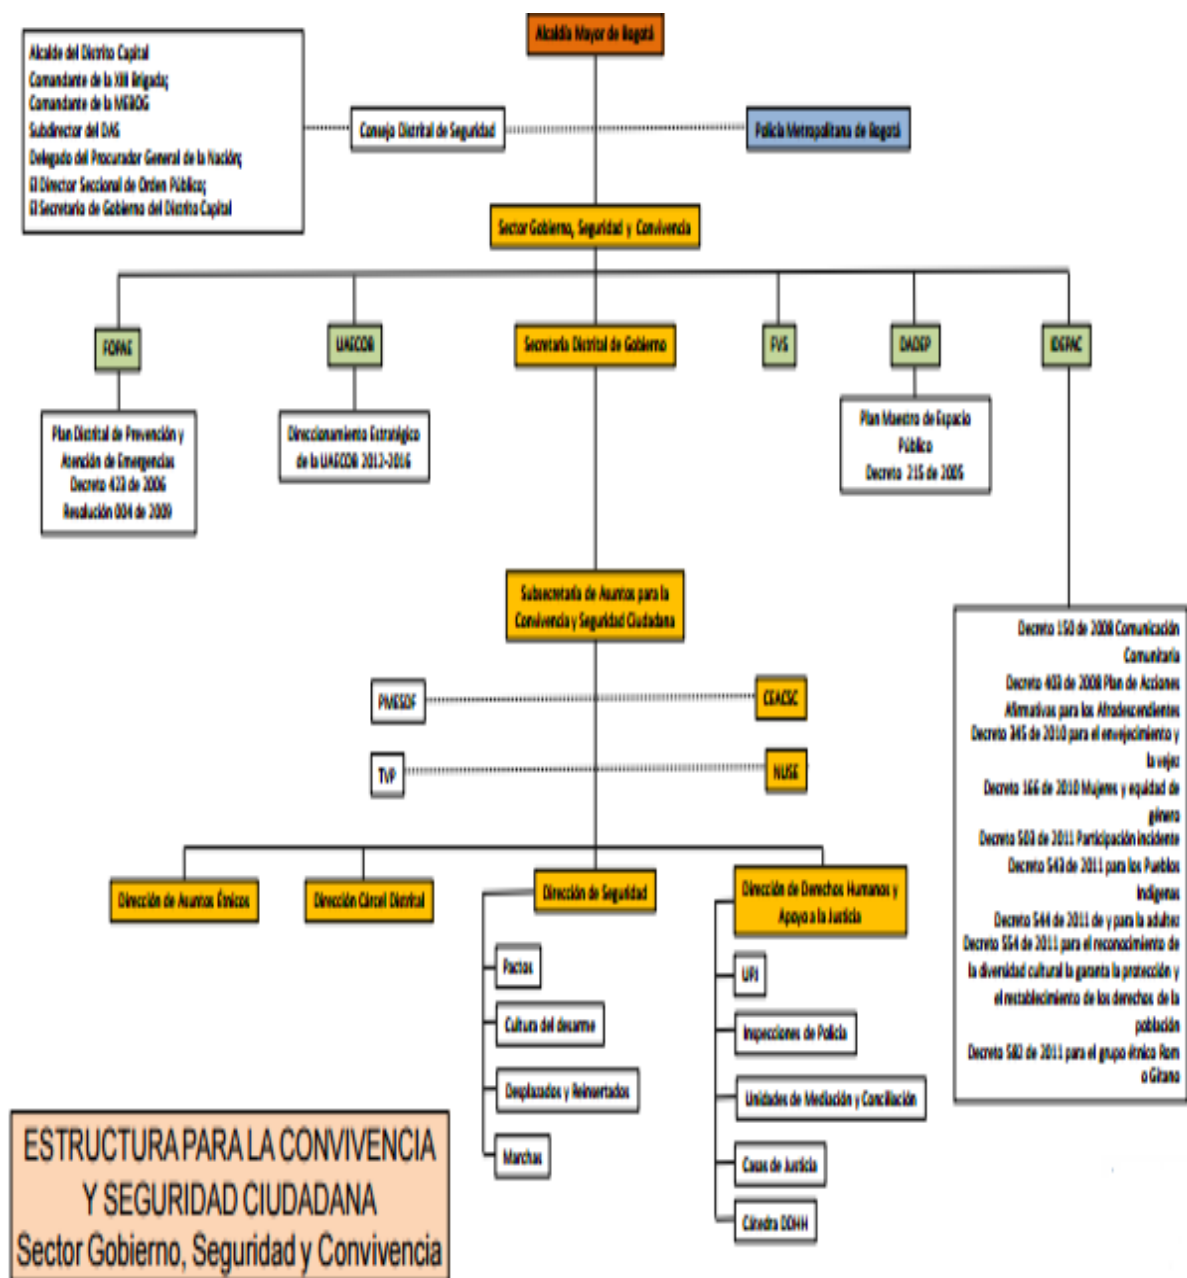 Alcaldía Mayor de Bogotá
Alcalde del Distrito Capital
Comandante de la XIII Brigada;
Comandante de la MEBOG
Subdirector del DAS
Delegado del Procurador General de la Nación;
El Director Seccional de Orden Público;
El Secretario de Gobierno del Distrito Capital
Consejo Distrital de Seguridad
Policía Metropolitana de Bogotá
Sector Gobierno, Seguridad y Convivencia
FOPAE
UAECOB
Secretaría Distrital de Gobierno
FVS
DADEP
IDEPAC
Plan Distrital de Prevención y
Atención de Emergencias
Decreto 423 de 2006
Resolución 004 de 2009
Direccionamiento Estratégico
de la UAECOB 2012-2016
Plan Maestro de Espacio
Público
Decreto 215 de 2005
Subsecretaría de Asuntos para la
Convivencia y Seguridad Ciudadana
PMESDF
CEACSC
TVP
NUSE
Decreto 150 de 2008 Comunicación
Comunitaria
Decreto 403 de 2008 Plan de Acciones
Afirmativas para los Afrodescendientes
Decreto 345 de 2010 para el envejecimiento y
la vejez
Decreto 166 de 2010 Mujeres y equidad de
género
Decreto 503 de 2011 Participación incidente
Decreto 543 de 2011 para los Pueblos
Indígenas
Decreto 544 de 2011 de y para la adultez
Decreto 554 de 2011 para el reconocimiento de
la diversidad cultural la garanta la protección y
el restablecimiento de los derechos de la
población
Decreto 582 de 2011 para el grupo étnico Rom
o Gitano
Dirección de Asuntos Étnicos
Dirección Cárcel Distrital
Dirección de Seguridad
Dirección de Derechos Humanos y
Apoyo a la Justicia
Pactos
Cultura del desarme
Desplazados y Reinsertados
Marchas
UPJ
Inspecciones de Policía
Unidades de Mediación y Conciliación
Casas de Justicia
Cátedra DDHH
ESTRUCTURA PARA LA CONVIVENCIA
Y SEGURIDAD CIUDADANA
Sector Gobierno, Seguridad y Convivencia